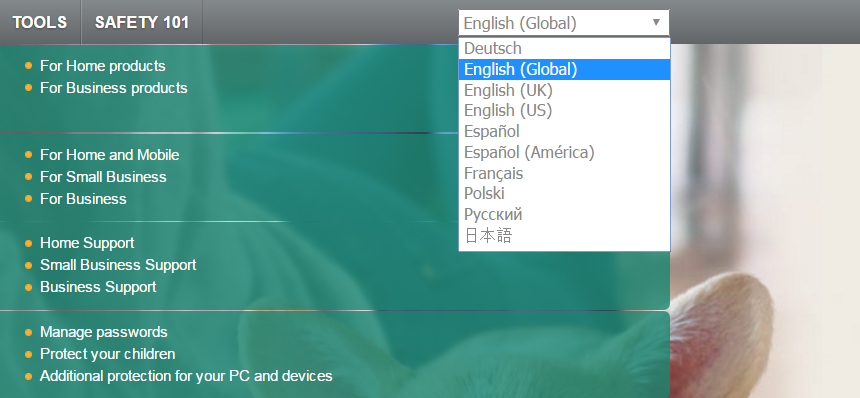 TOOLS
SAFETY 101
English (Global)
Deutsch
English (Global)
English (UK)
English (US)
Español
Español (América)
Français
Polski
Русский
日本語
For Home products
For Business products
For Home and Mobile
For Small Business
For Business
Home Support
Small Business Support
Business Support
Manage passwords
Protect your children
Additional protection for your PC and devices